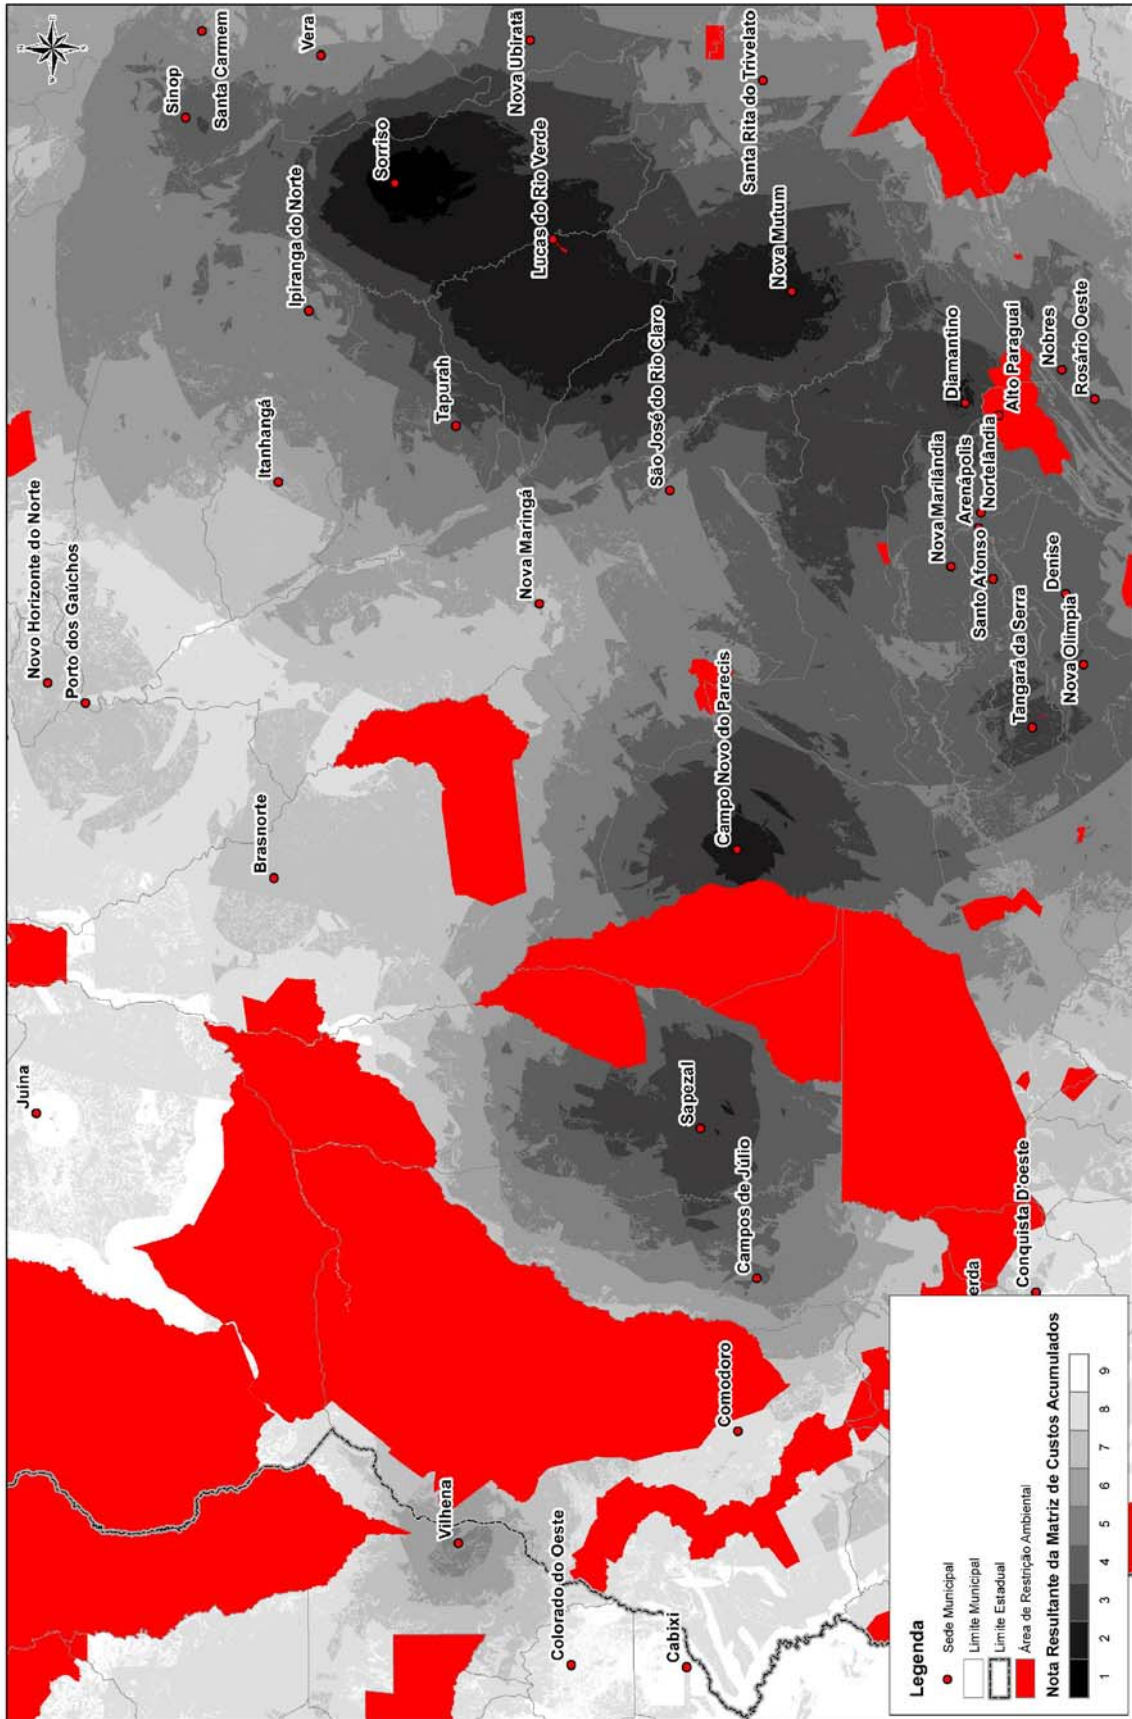 Santa Carmem
Vera
Nova Ubiratã
Santa Rita do Trivelato
Sinop
Sorriso
Lucas do Rio Verde
Ipiranga do Norte
Nova Mutum
Nobres
Rosário Oeste
Diamantino
Alto Paraguai
Tapurah
Itanhangá
São José do Rio Claro
Nova Marilândia
Arenápolis
Nortelândia
Santo Afonso
Denise
Nova Olimpia
Tangará da Serra
Nova Maringá
Novo Horizonte do Norte
Porto dos Gaúchos
Campo Novo do Parecis
Brasnorte
Juína
Sapezal
Campos de Júlio
Conquista D'oeste
erda
Comodoro
Vilhena
Colorado do Oeste
Cabixi
Legenda
Sede Municipal
Limite Municipal
Limite Estadual
Área de Restrição Ambiental
Nota Resultante da Matriz de Custos Acumulados
1 2 3 4 5 6 7 8 9